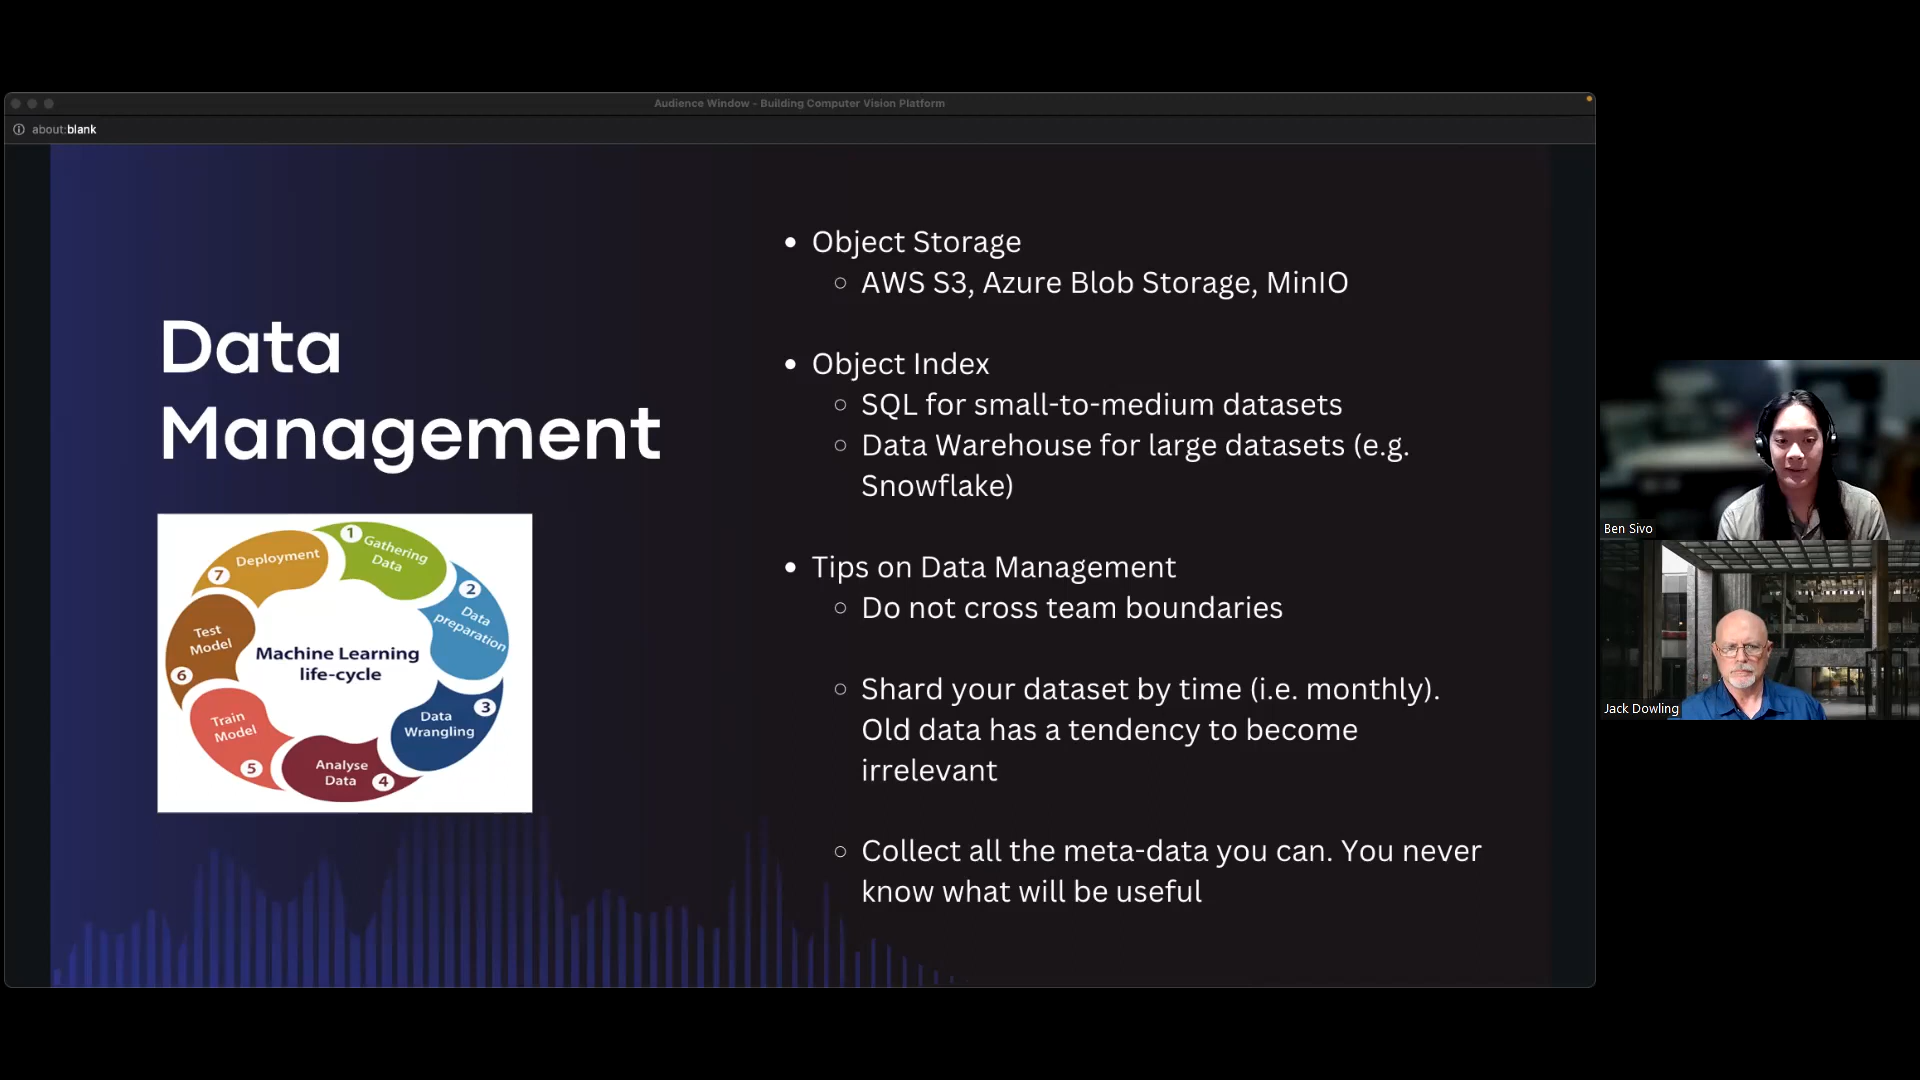 Audience Window - Building Computer Vision Platform
about:blank
Data
Management
1
Gathering
Data
2
Data
preparation
3
Data
Wrangling
Analyse
Data
4
Train
Model
5
Test
Model
6
Deployment
7
Machine Learning
life-cycle
• Object Storage
○ AWS S3, Azure Blob Storage, MinIO
• Object Index
○ SQL for small-to-medium datasets
○ Data Warehouse for large datasets (e.g.
Snowflake)
• Tips on Data Management
○ Do not cross team boundaries
○ Shard your dataset by time (i.e. monthly).
Old data has a tendency to become
irrelevant
○ Collect all the meta-data you can. You never
know what will be useful
Ben Sivo
Jack Dowling